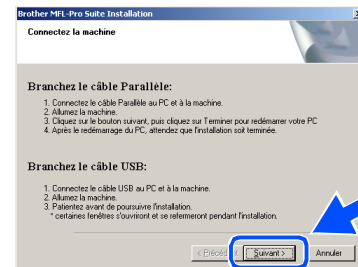 Brother MFL-Pro Suite Installation
Connectez la machine
Branchez le câble Parallèle:
1. Connectez le câble Parallèle au PC et à la machine.
2. Allumez la machine.
3. Cliquez sur le bouton suivant, puis cliquez sur Terminer pour redémarrer votre PC
4. Après le redémarrage du PC, attendez que l'installation soit terminée.
Branchez le câble USB:
1. Connectez le câble USB au PC et à la machine.
2. Allumez la machine.
3. Patientez avant de poursuivre l'installation.
* certaines fenêtres s'ouvriront et se refermeront pendant l'installation.
< Précéd Suivant > Annuler